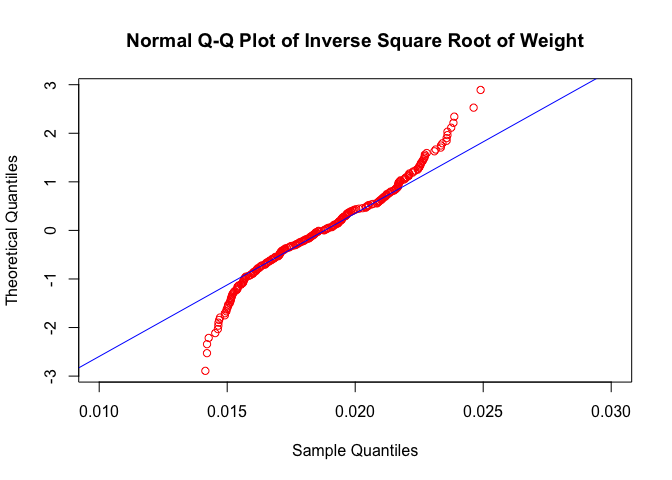 Normal Q-Q Plot of Inverse Square Root of Weight
3
2
1
0
-1
-2
-3
Theoretical Quantiles
0.010 0.015 0.020 0.025 0.030
Sample Quantiles